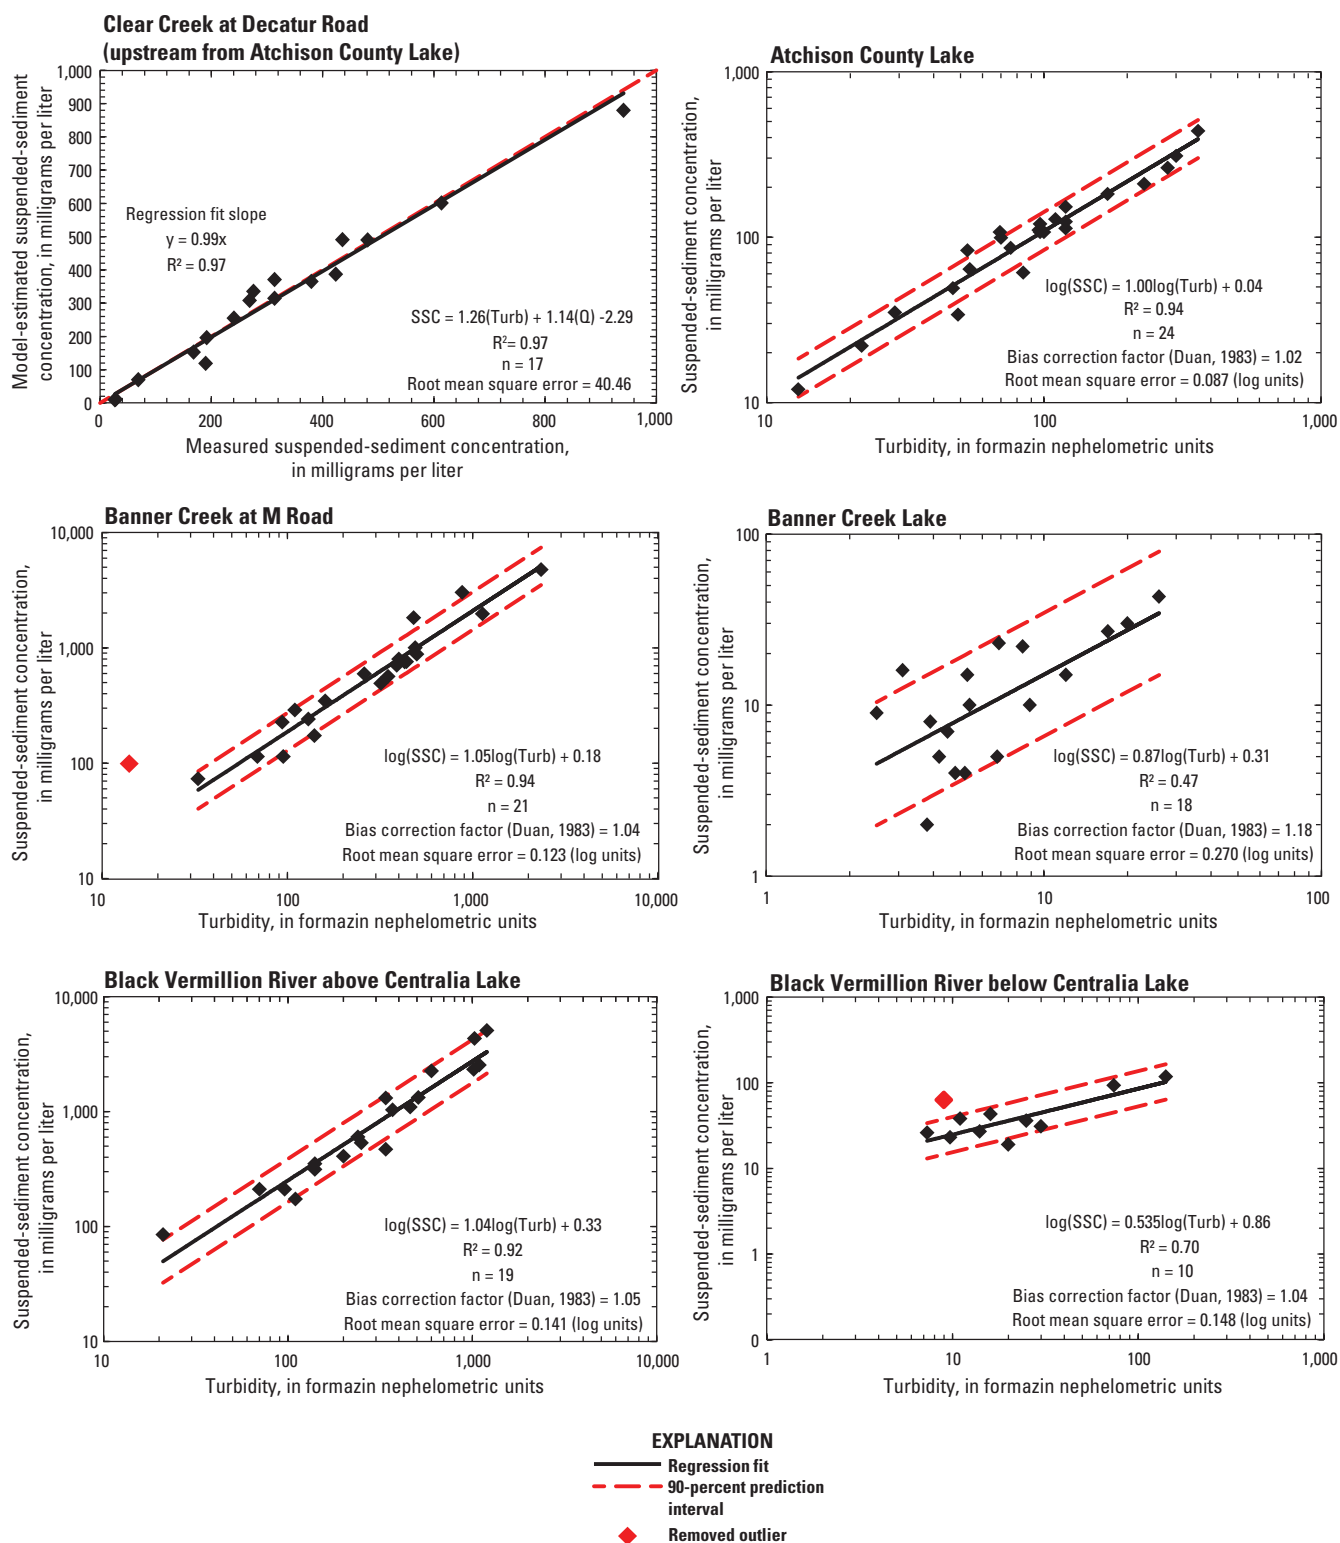 Clear Creek at Decatur Road
(upstream from Atchison County Lake)
Model-estimated suspended-sediment
concentration, in milligrams per liter
1,000
900
800
700
600
500
400
300
200
100
0
Regression fit slope
y = 0.99x
R² = 0.97
SSC = 1.26(Turb) + 1.14(Q) -2.29
R²= 0.97
n = 17
Root mean square error = 40.46
0
200
400
600
800
1,000
Measured suspended-sediment concentration,
in milligrams per liter
Atchison County Lake
Suspended-sediment concentration,
in milligrams per liter
1,000
100
10
log(SSC) = 1.00log(Turb) + 0.04
R² = 0.94
n = 24
Bias correction factor (Duan, 1983) = 1.02
Root mean square error = 0.087 (log units)
10
100
1,000
Turbidity, in formazin nephelometric units
Banner Creek at M Road
Suspended-sediment concentration,
in milligrams per liter
10,000
1,000
100
10
log(SSC) = 1.05log(Turb) + 0.18
R² = 0.94
n = 21
Bias correction factor (Duan, 1983) = 1.04
Root mean square error = 0.123 (log units)
10
100
1,000
10,000
Turbidity, in formazin nephelometric units
Banner Creek Lake
Suspended-sediment concentration,
in milligrams per liter
100
10
1
log(SSC) = 0.87log(Turb) + 0.31
R² = 0.47
n = 18
Bias correction factor (Duan, 1983) = 1.18
Root mean square error = 0.270 (log units)
1
10
100
Turbidity, in formazin nephelometric units
Black Vermillion River above Centralia Lake
Suspended-sediment concentration,
in milligrams per liter
10,000
1,000
100
10
log(SSC) = 1.04log(Turb) + 0.33
R² = 0.92
n = 19
Bias correction factor (Duan, 1983) = 1.05
Root mean square error = 0.141 (log units)
10
100
1,000
10,000
Turbidity, in formazin nephelometric units
Black Vermillion River below Centralia Lake
Suspended-sediment concentration,
in milligrams per liter
1,000
100
10
1
0
log(SSC) = 0.535log(Turb) + 0.86
R² = 0.70
n = 10
Bias correction factor (Duan, 1983) = 1.04
Root mean square error = 0.148 (log units)
1
10
100
1,000
Turbidity, in formazin nephelometric units
EXPLANATION
Regression fit
90-percent prediction
interval
Removed outlier